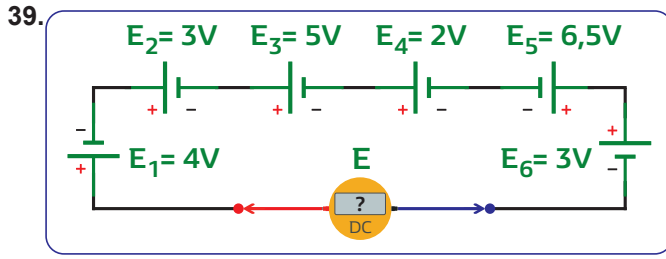 39.
E2= 3V E3= 5V E4= 2V E5= 6,5V
+ − + − + − − +
− +
+ E1= 4V E E6= 3V −
?
DC